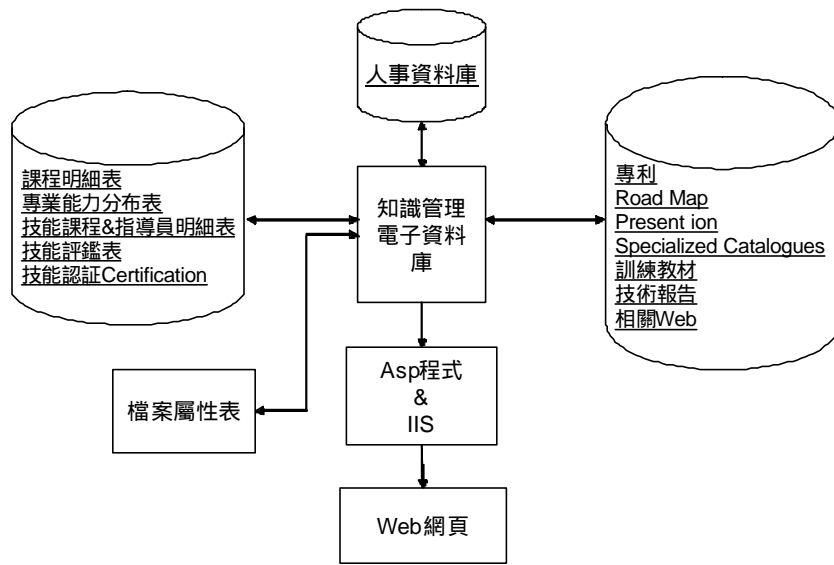 人事資料庫
課程明細表
專業能力分布表
技能課程&指導員明細表
技能評鑑表
技能認証Certification
知識管理
電子資料
庫
專利
Road Map
Present ion
Specialized Catalogues
訓練教材
技術報告
相關Web
檔案屬性表
Asp程式
&
IIS
Web網頁